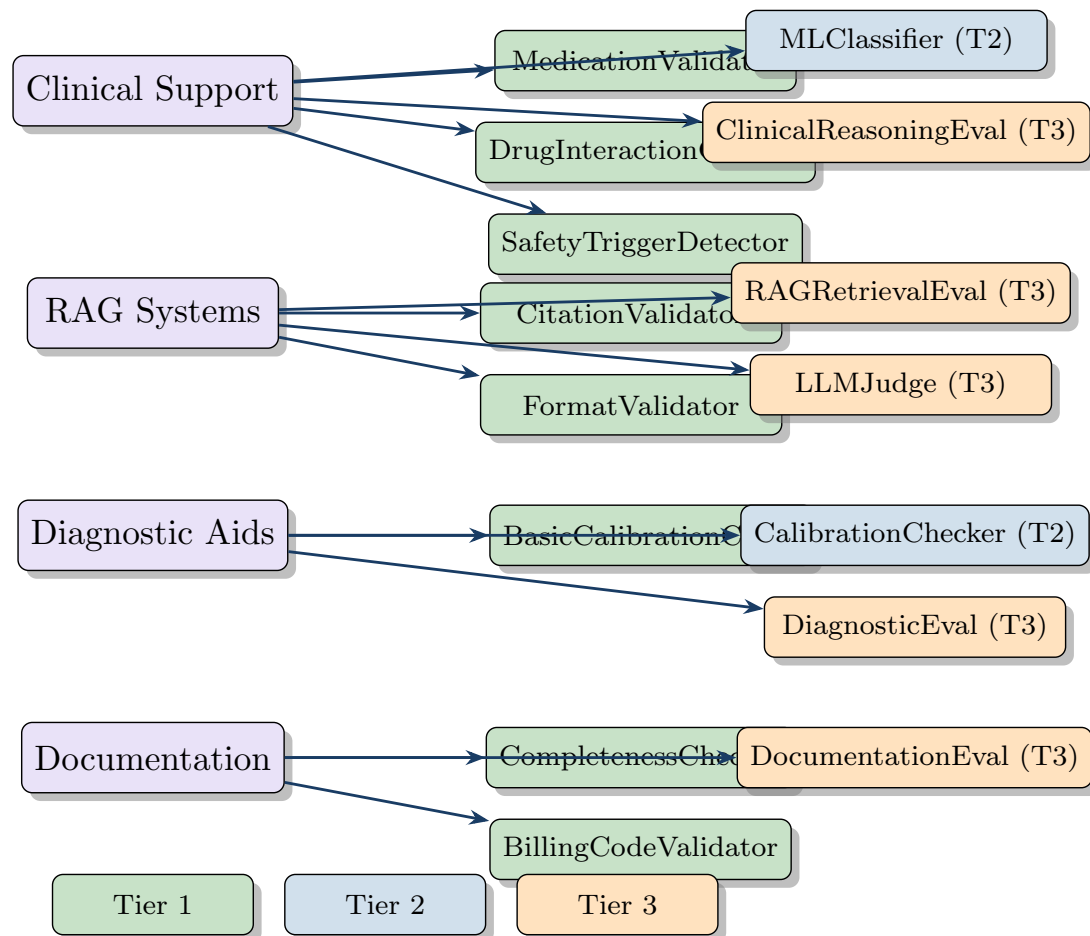 Clinical Support
MLClassifier (T2)
ClinicalReasoningEval (T3)
SafetyTriggerDetector
RAG Systems
RAGRetrievalEval (T3)
LLMJudge (T3)
FormatValidator
Diagnostic Aids
CalibrationChecker (T2)
DiagnosticEval (T3)
Documentation
DocumentationEval (T3)
BillingCodeValidator
Tier 1
Tier 2
Tier 3